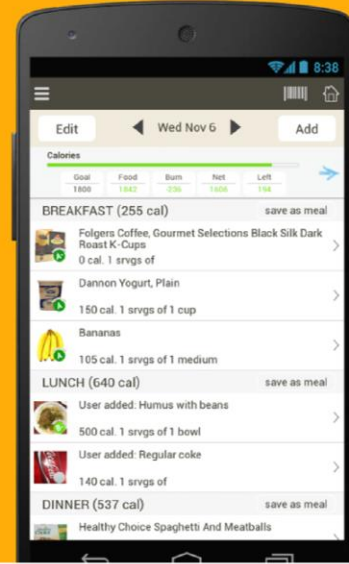 8:38
Edit
Wed Nov 6
Add
Calories
Goal Food Burn Net Left
1800 1842 1606 194
BREAKFAST (255 cal) save as meal
Folgers Coffee, Gourmet Selections Black Silk Dark
Roast K-Cups
0 cal. 1 srvgs of
Dannon Yogurt, Plain
150 cal. 1 srvgs of 1 cup
Bananas
105 cal. 1 srvgs of 1 medium
LUNCH (640 cal) save as meal
User added: Humus with beans
500 cal. 1 srvgs of 1 bowl
User added: Regular coke
140 cal. 1 srvgs of
DINNER (537 cal) save as meal
Healthy Choice Spaghetti And Meatballs